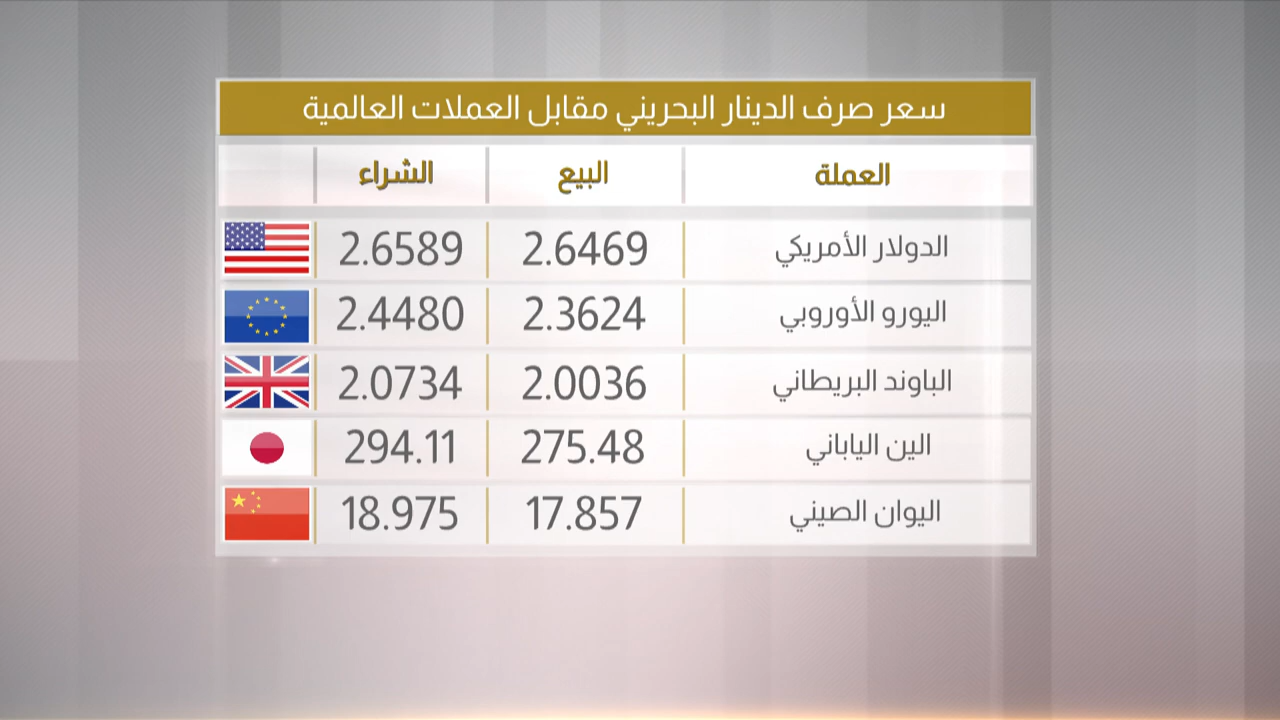 سعر صرف الدينار البحريني مقابل العملات العالمية
العملة البيع الشراء
الدولار الأمريكي 2.6469 2.6589
اليورو الأوروبي 2.3624 2.4480
الباوند البريطاني 2.0036 2.0734
الين الياباني 275.48 294.11
اليوان الصيني 17.857 18.975